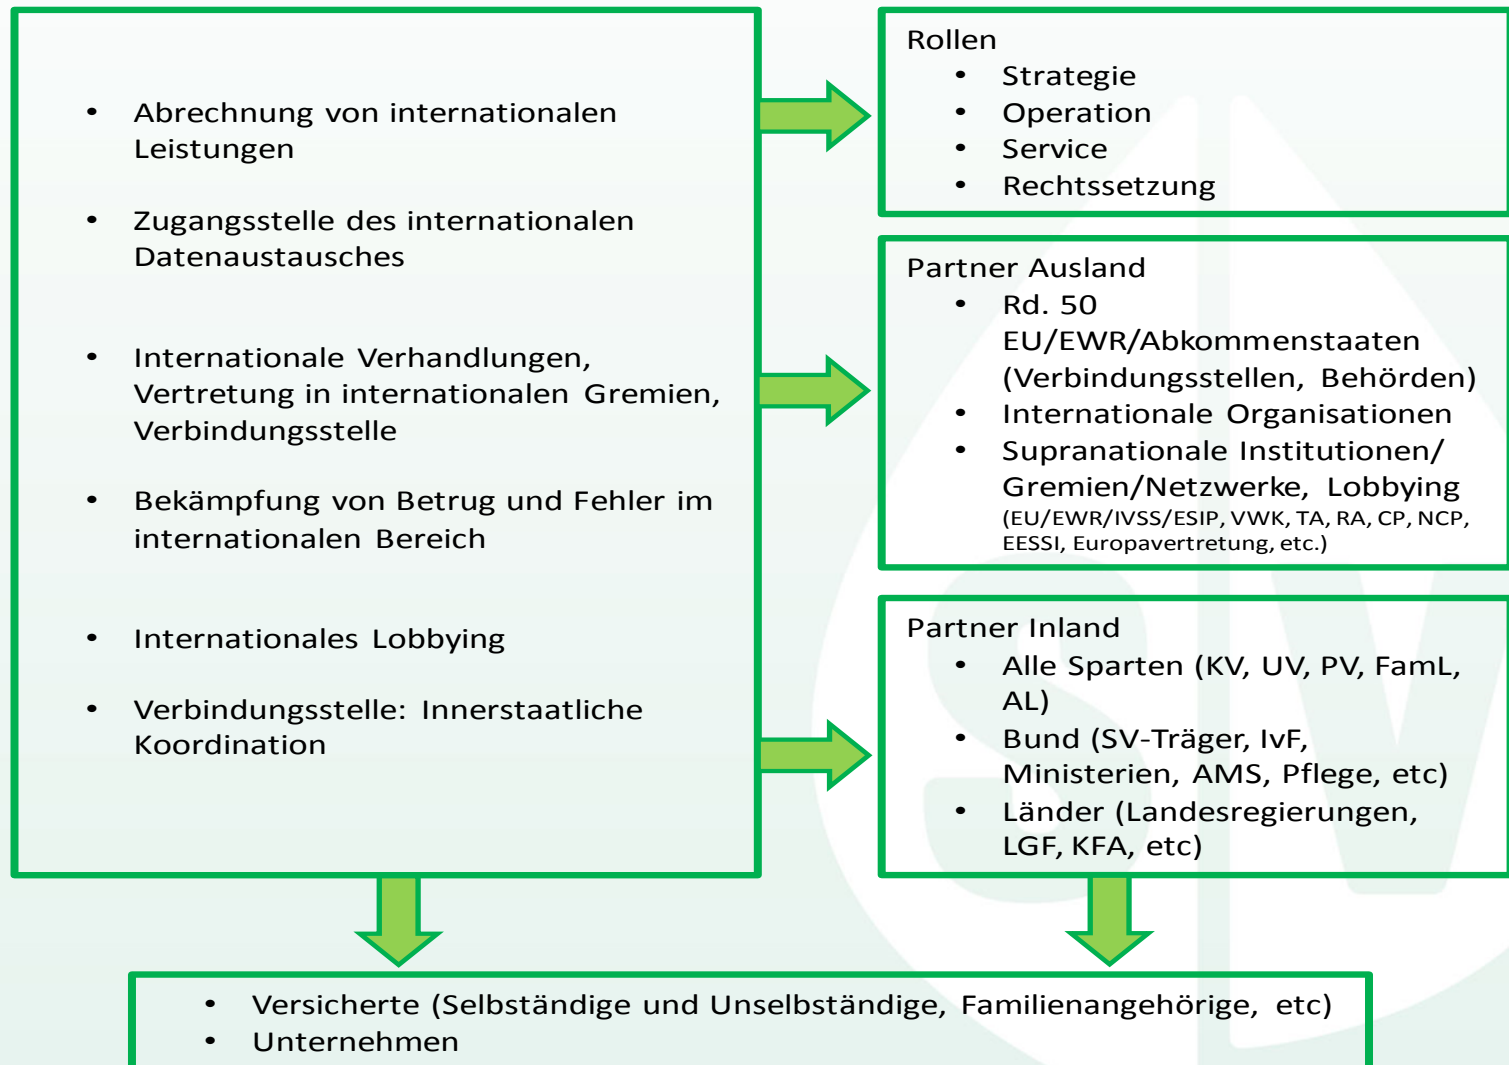 • Abrechnung von internationalen
Leistungen
• Zugangsstelle des internationalen
Datenaustausches
• Internationale Verhandlungen,
Vertretung in internationalen Gremien,
Verbindungsstelle
• Bekämpfung von Betrug und Fehler im
internationalen Bereich
• Internationales Lobbying
• Verbindungsstelle: Innerstaatliche
Koordination
Rollen
• Strategie
• Operation
• Service
• Rechtssetzung
Partner Ausland
• Rd. 50
EU/EWR/Abkommenstaaten
(Verbindungsstellen, Behörden)
• Internationale Organisationen
• Supranationale Institutionen/
Gremien/Netzwerke, Lobbying
(EU/EWR/IVSS/ESIP, VWK, TA, RA, CP, NCP,
EESSI, Europavertretung, etc.)
Partner Inland
• Alle Sparten (KV, UV, PV, FamL,
AL)
• Bund (SV-Träger, IvF,
Ministerien, AMS, Pflege, etc)
• Länder (Landesregierungen,
LGF, KFA, etc)
• Versicherte (Selbständige und Unselbständige, Familienangehörige, etc)
• Unternehmen
SV